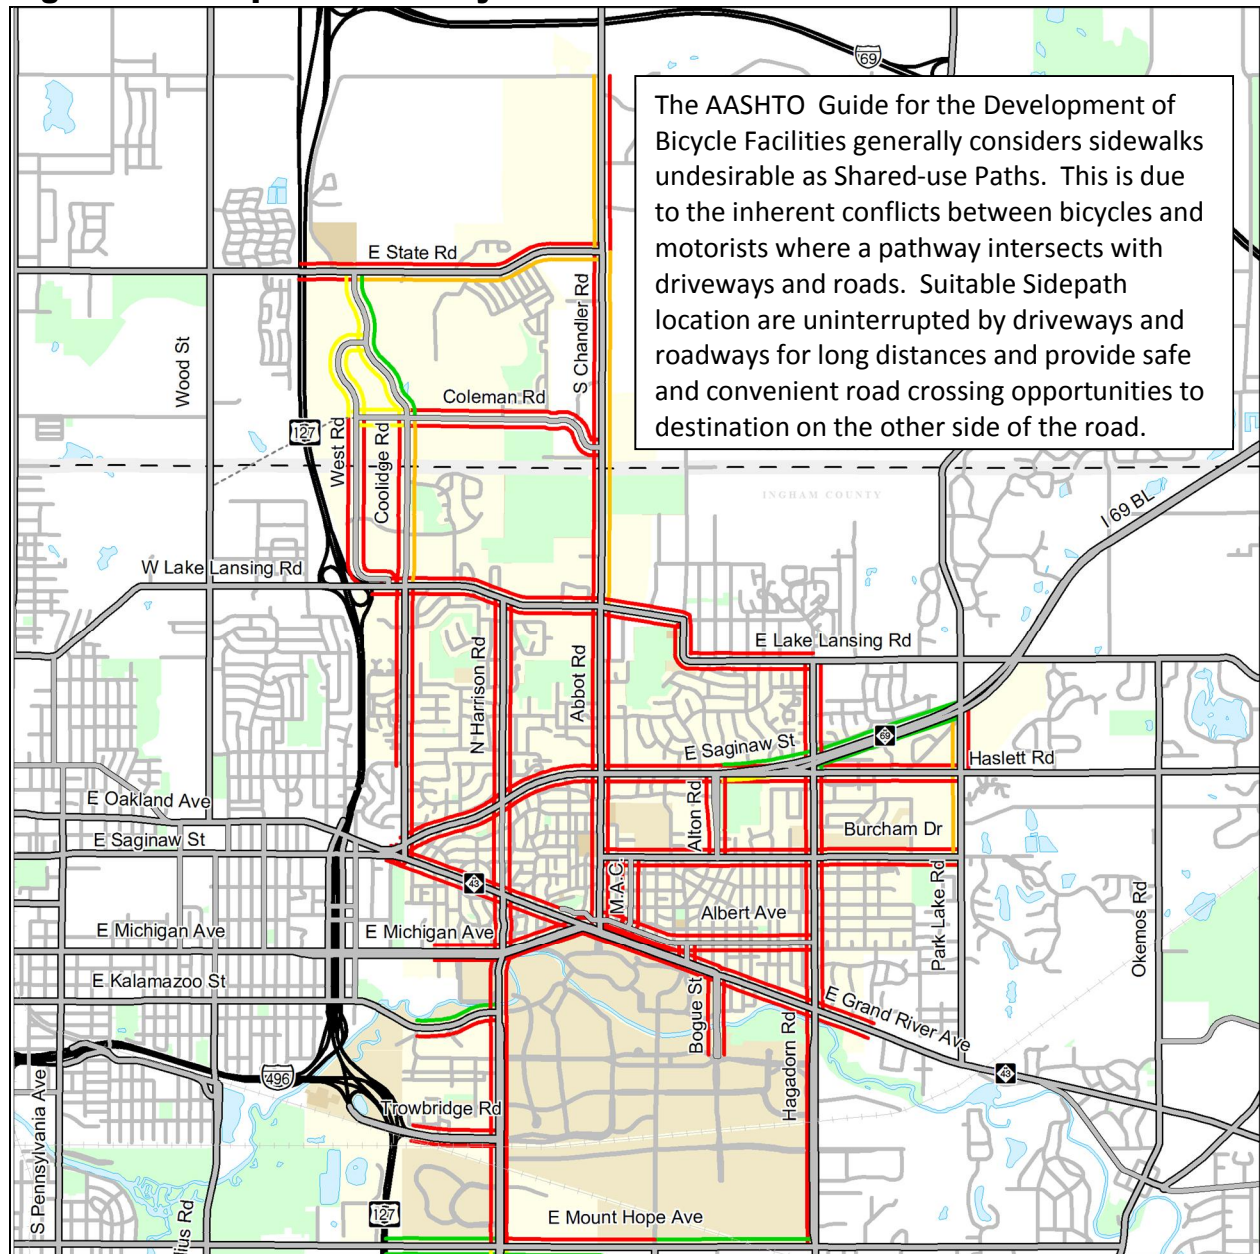 69
The AASHTO Guide for the Development of
Bicycle Facilities generally considers sidewalks
undesirable as Shared-use Paths. This is due
to the inherent conflicts between bicycles and
motorists where a pathway intersects with
driveways and roads. Suitable Sidepath
location are uninterrupted by driveways and
roadways for long distances and provide safe
and convenient road crossing opportunities to
destination on the other side of the road.
E State Rd
S Chandler Rd
Wood St
Coleman Rd
127
West Rd
Coolidge Rd
INGHAM COUNTY
I 69 BL
W Lake Lansing Rd
E Lake Lansing Rd
N Harrison Rd
Abbot Rd
E Saginaw St
69
Haslett Rd
E Oakland Ave
Alton Rd
Burcham Dr
E Saginaw St
43
M.A.C.
Park Lake Rd
Okemos Rd
Albert Ave
E Michigan Ave
E Michigan Ave
E Kalamazoo St
Bogue St
Hagadorn Rd
E Grand River Ave
43
496
S Pennsylvania Ave
Trowbridge Rd
127
E Mount Hope Ave
ius Rd